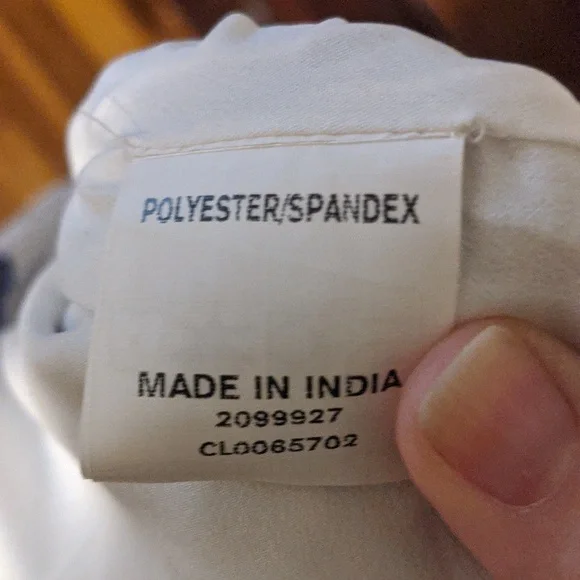 POLYESTER/SPANDEX
MADE IN INDIA
2099927
CL0065702